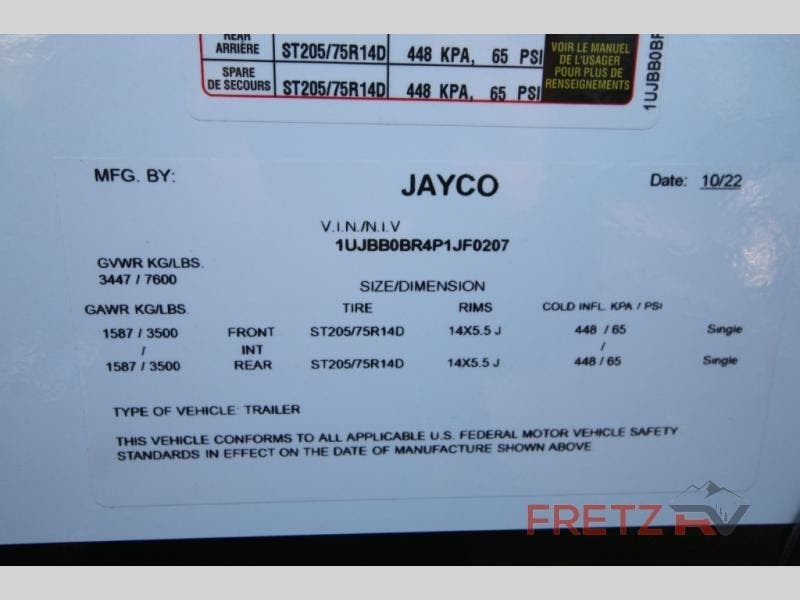 REAR
ARRIÈRE ST205/75R14D 448 KPA, 65 PSI
SPARE
DE SECOURS ST205/75R14D 448 KPA, 65 PSI
VOIR LE MANUEL
DE L'USAGER
POUR PLUS DE
RENSEIGNEMENTS
1UJBB0BR
MFG. BY: JAYCO Date: 10/22
V.I.N./N.I.V
1UJBB0BR4P1JF0207
GVWR KG/LBS.
3447 / 7600
SIZE/DIMENSION
GAWR KG/LBS. TIRE RIMS COLD INFL. KPA / PSI
1587 / 3500 FRONT ST205/75R14D 14X5.5 J 448 / 65 Single
/ INT /
1587 / 3500 REAR ST205/75R14D 14X5.5 J 448 / 65 Single
TYPE OF VEHICLE: TRAILER
THIS VEHICLE CONFORMS TO ALL APPLICABLE U.S. FEDERAL MOTOR VEHICLE SAFETY
STANDARDS IN EFFECT ON THE DATE OF MANUFACTURE SHOWN ABOVE
FRETZ RV